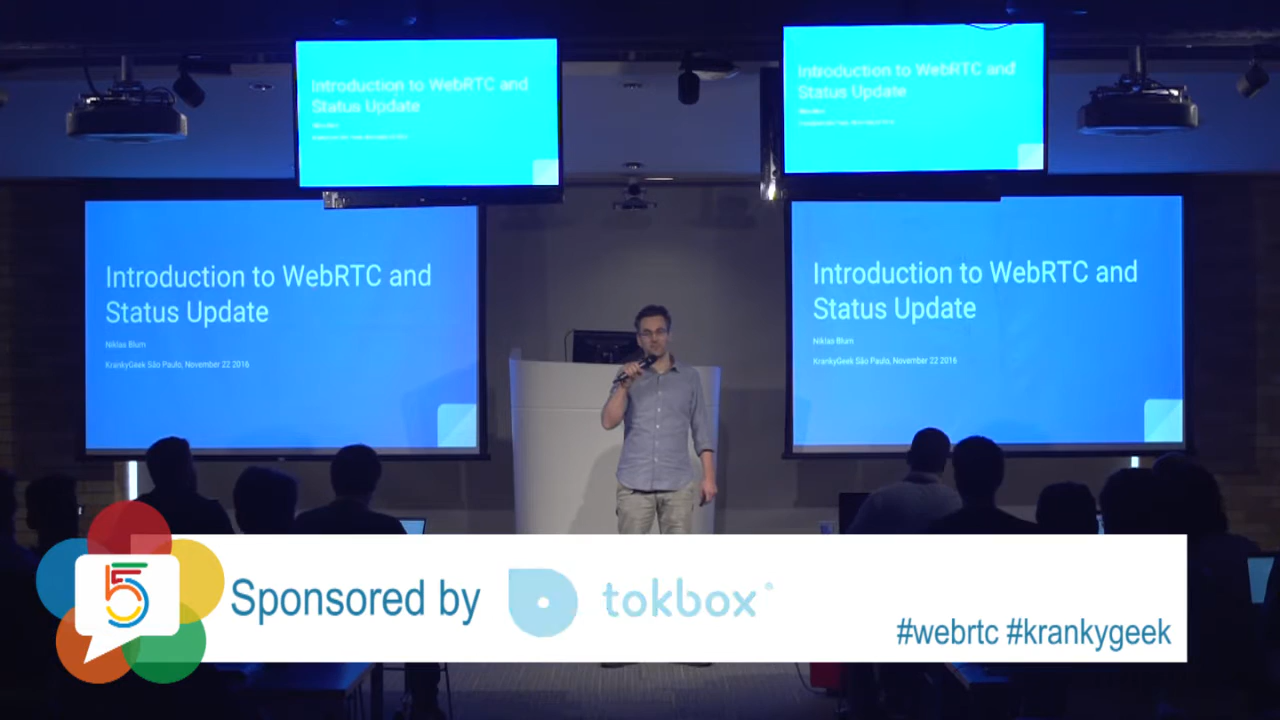 Introduction to WebRTC and
Status Update
Introduction to WebRTC and
Status Update
Introduction to WebRTC and
Status Update
Niklas Blum
KrankyGeek São Paulo, November 22 2016
Introduction to WebRTC and
Status Update
Niklas Blum
KrankyGeek São Paulo, November 22 2016
5
Sponsored by tokbox
#webrtc #krankygeek